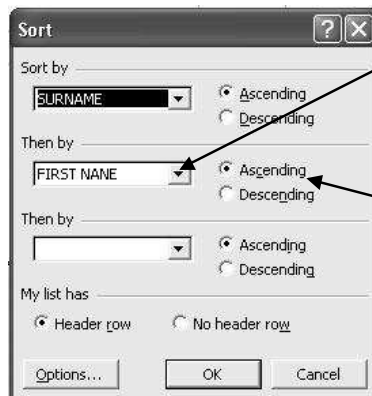 Sort
Sort by
SURNAME
Ascending
Descending
Then by
FIRST NANE
Ascending
Descending
Then by
Ascending
Descending
My list has
Header row
No header row
Options...
OK
Cancel